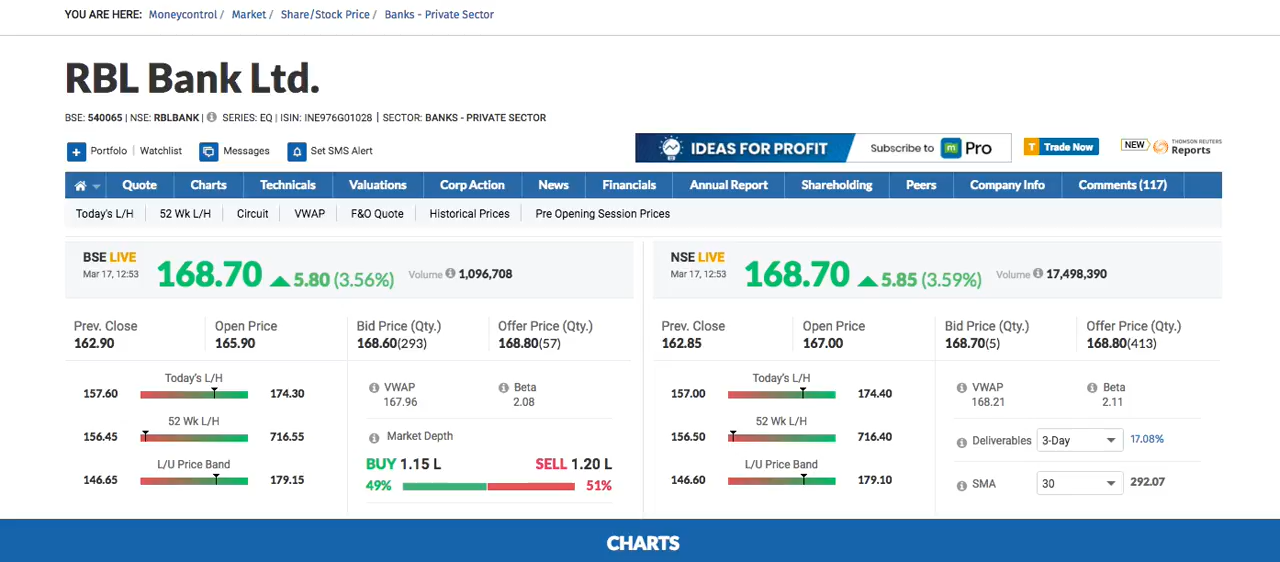 YOU ARE HERE: Moneycontrol / Market / Share/Stock Price / Banks - Private Sector
RBL Bank Ltd.
BSE: 540065 | NSE: RBLBANK | SERIES: EQ | ISIN: INE976G01028 | SECTOR: BANKS - PRIVATE SECTOR
+ Portfolo | Watchlist Messages Set SMS Alert IDEAS FOR PROFIT Subscribe to m Pro T Trade Now NEW THOMSON REUTERS Reports
Quote Charts Technicals Valuations Corp Action News Financials Annual Report Shareholding Peers Company Info Comments (117)
Today's L/H 52 Wk L/H Circuit VWAP F&O Quote Historical Prices Pre Opening Session Prices
BSE LIVE
Mar 17, 12:53
168.70 5.80 (3.56%) Volume 1,096,708
Prev. Close Open Price Bid Price (Qty.) Offer Price (Qty.)
162.90 165.90 168.60(293) 168.80(57)
Today's L/H
157.60 174.30
52 Wk L/H
156.45 716.55
L/U Price Band
146.65 179.15
VWAP Beta
167.96 2.08
Market Depth
BUY 1.15 L SELL 1.20 L
49% 51%
NSE LIVE
Mar 17, 12:53
168.70 5.85 (3.59%) Volume 17,498,390
Prev. Close Open Price Bid Price (Qty.) Offer Price (Qty.)
162.85 167.00 168.70(5) 168.80(413)
Today's L/H
157.00 174.40
52 Wk L/H
156.50 716.40
L/U Price Band
146.60 179.10
VWAP Beta
168.21 2.11
Deliverables 3-Day 17.08%
SMA 30 292.07
CHARTS